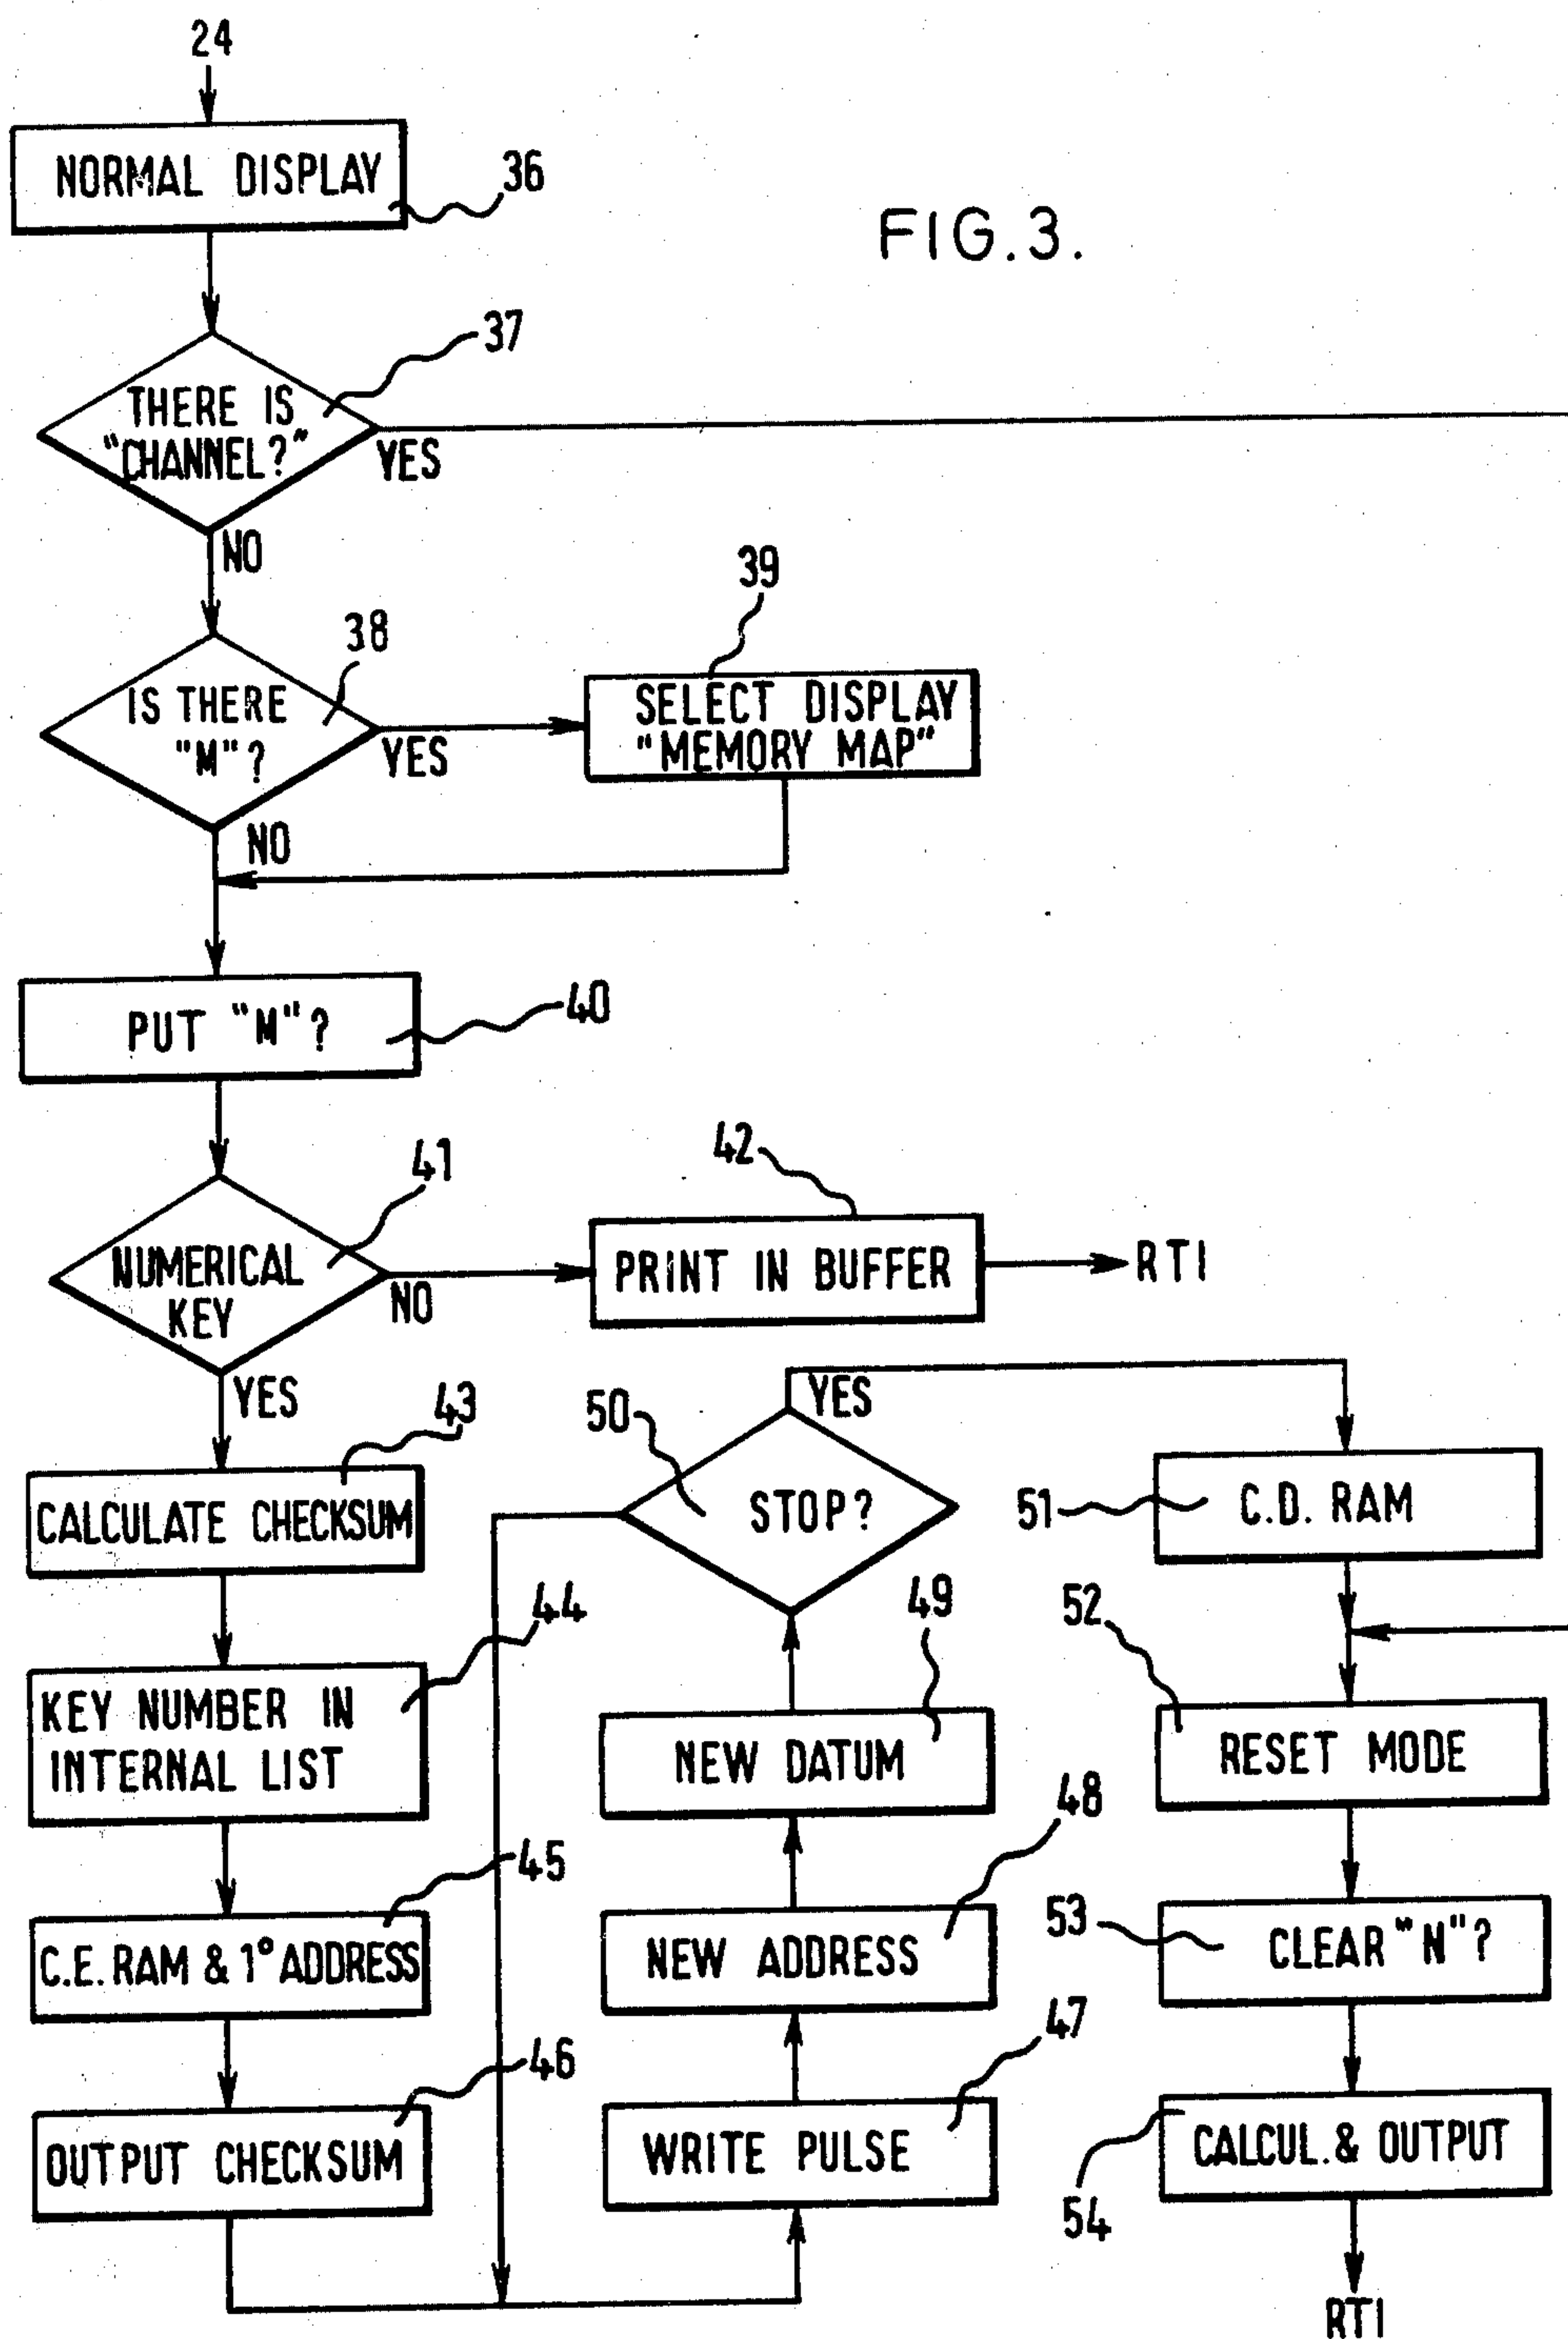 24
NORMAL DISPLAY
36
FIG.3.
37
THERE IS
"CHANNEL?"
YES
NO
38
39
IS THERE
"M"?
YES
SELECT DISPLAY
"MEMORY MAP"
NO
PUT "M"?
40
41
42
NUMERICAL
KEY
NO
PRINT IN BUFFER
RTI
YES
43
CALCULATE CHECKSUM
44
KEY NUMBER IN
INTERNAL LIST
45
C.E. RAM & 1° ADDRESS
46
OUTPUT CHECKSUM
50
YES
STOP?
49
NEW DATUM
48
NEW ADDRESS
47
WRITE PULSE
51
C.D. RAM
52
RESET MODE
53
CLEAR "N"?
54
CALCUL. & OUTPUT
RTI